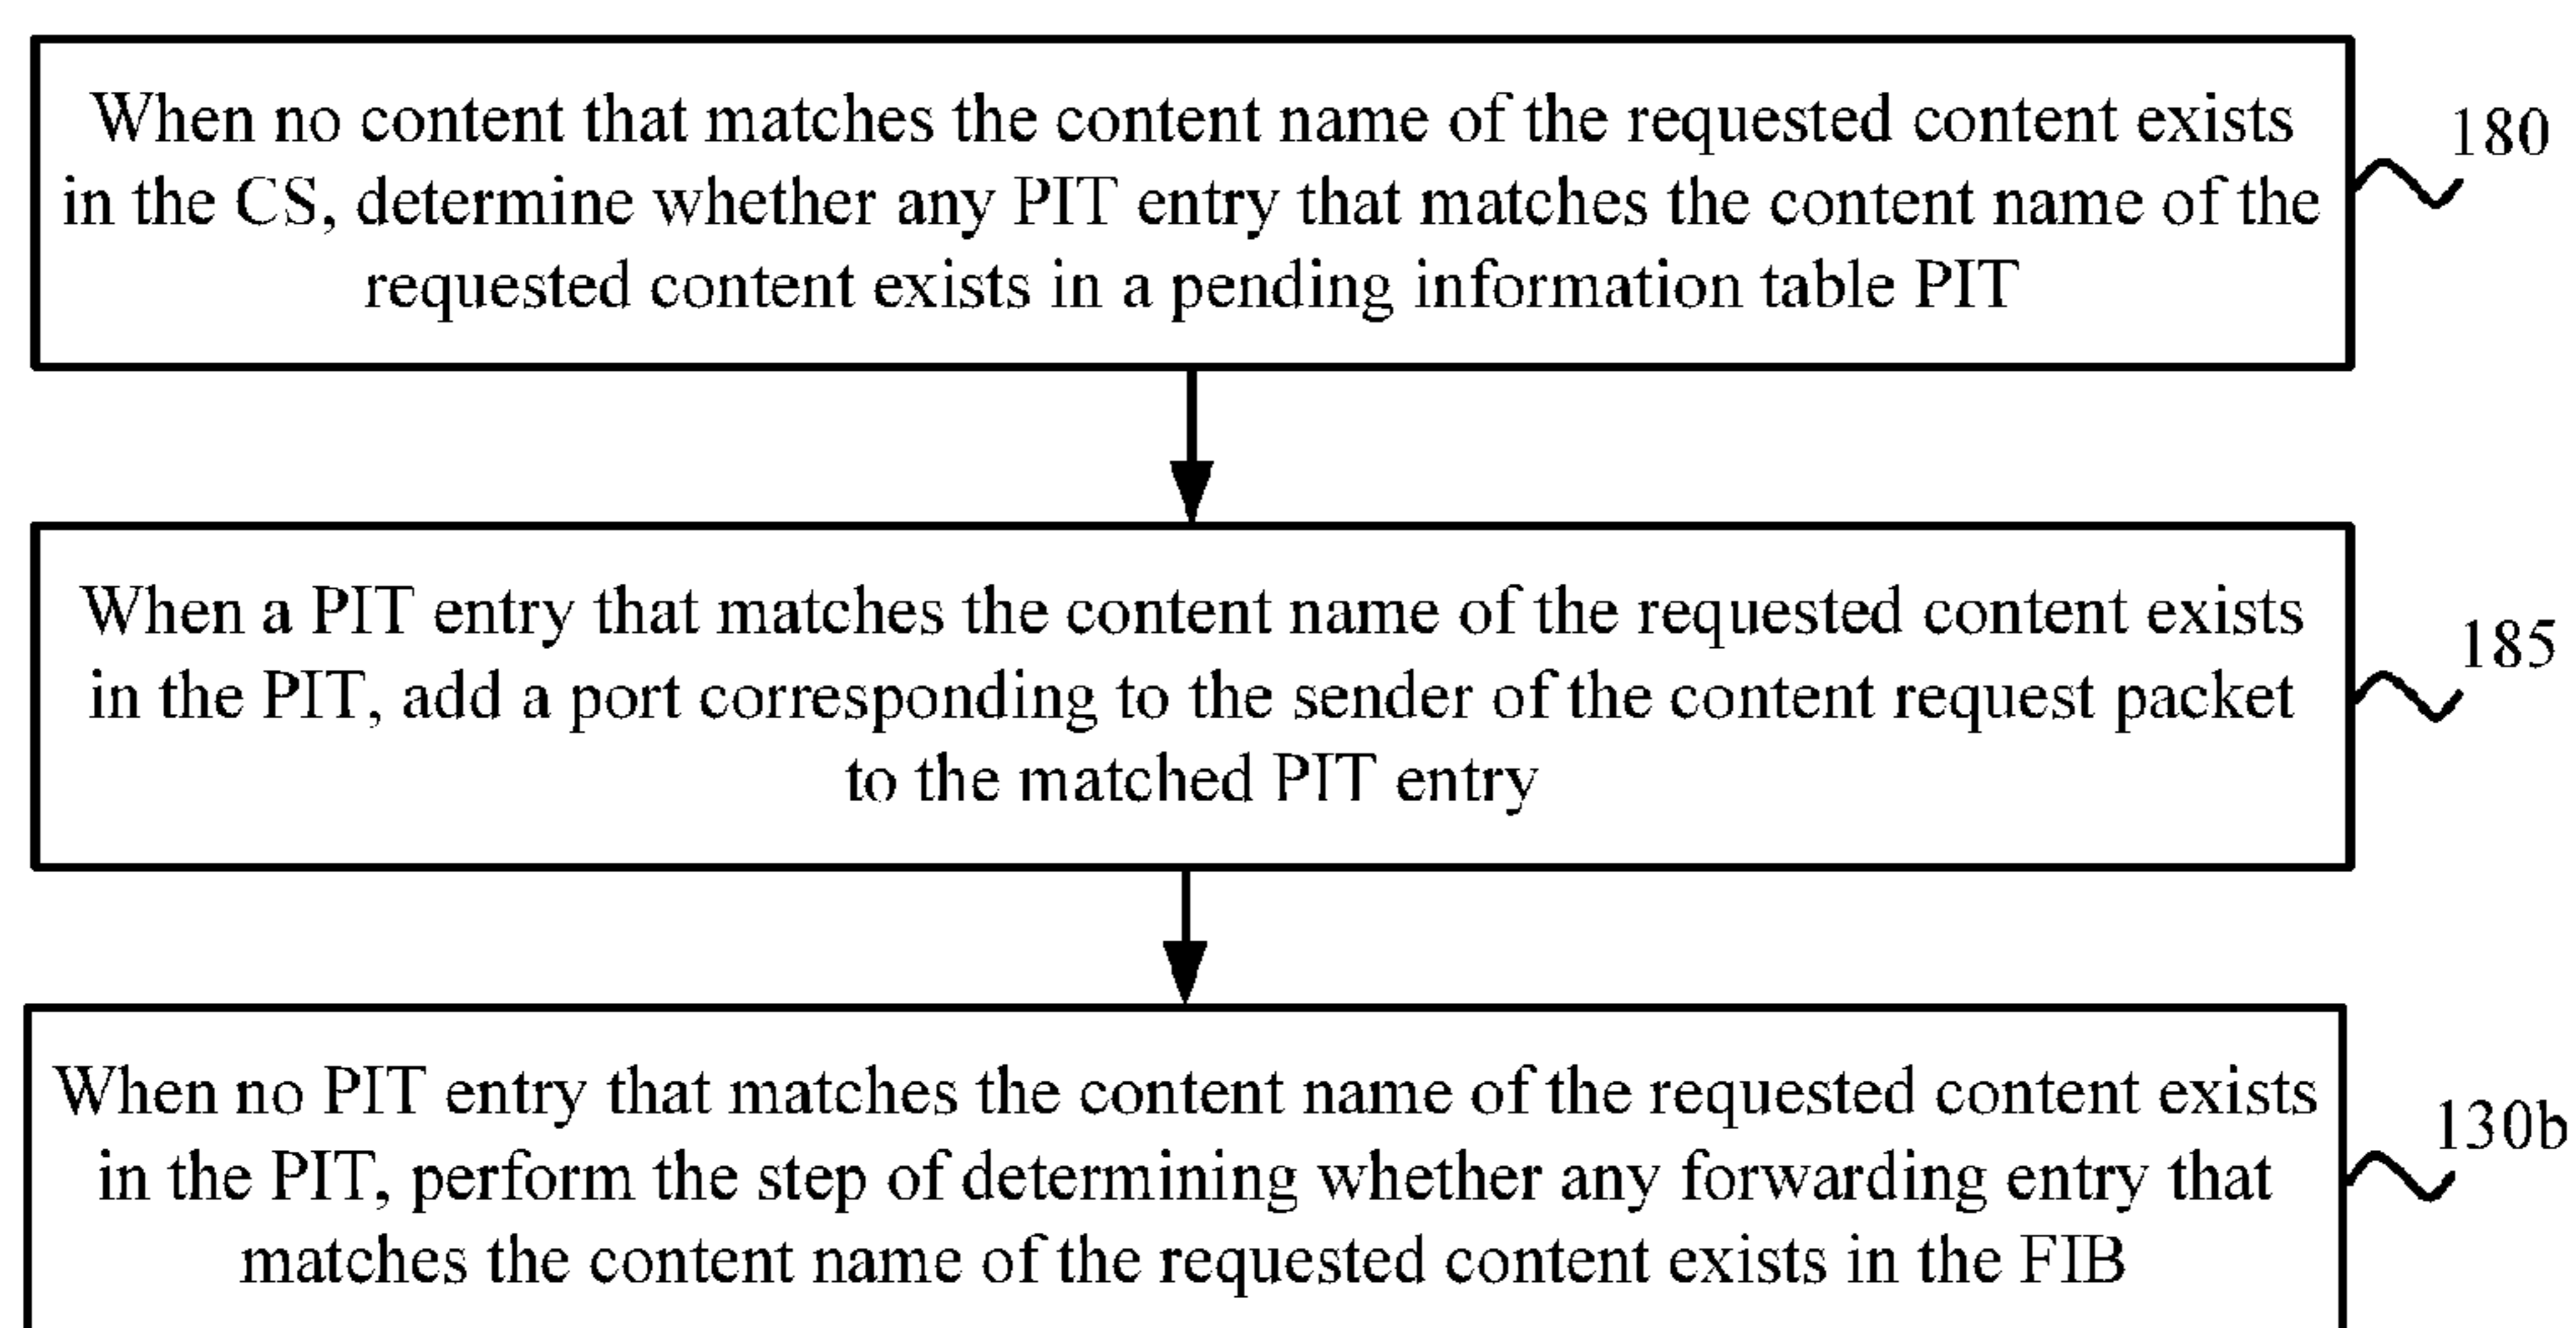 When no content that matches the content name of the requested content exists
in the CS, determine whether any PIT entry that matches the content name of the
requested content exists in a pending information table PIT
180
When a PIT entry that matches the content name of the requested content exists
in the PIT, add a port corresponding to the sender of the content request packet
to the matched PIT entry
185
When no PIT entry that matches the content name of the requested content exists
in the PIT, perform the step of determining whether any forwarding entry that
matches the content name of the requested content exists in the FIB
130b